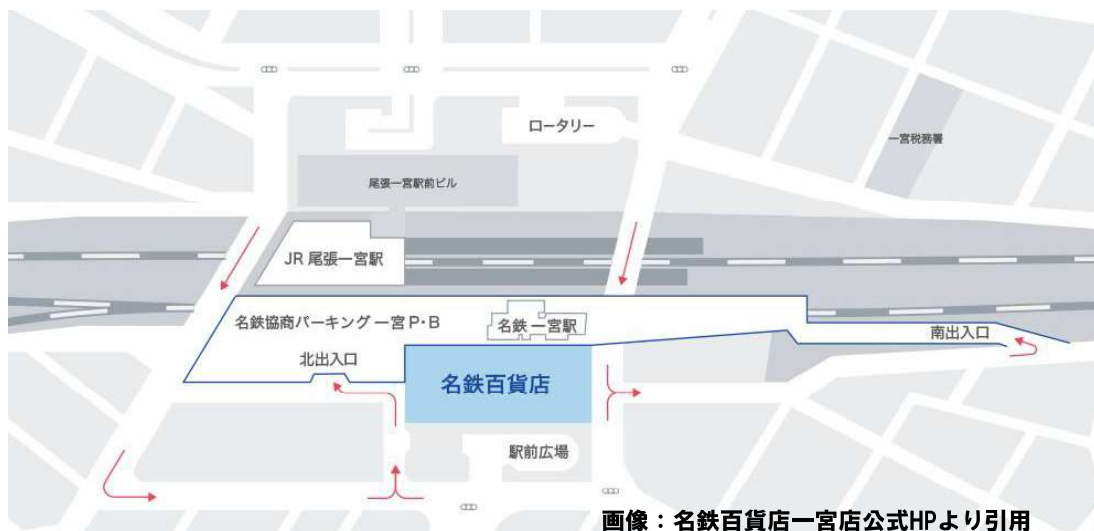 ロータリー
一宮税務署
尾張一宮駅前ビル
JR 尾張一宮駅
名鉄協商パーキング 一宮 P・B
名鉄 一宮駅
南出入口
北出入口
名鉄百貨店
駅前広場
画像：名鉄百貨店一宮店公式HPより引用